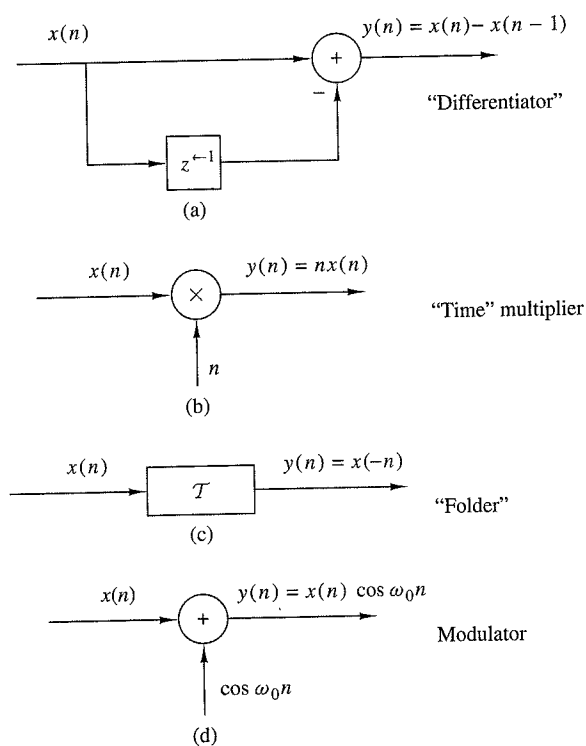 x(n)
y(n) = x(n) − x(n − 1)
+
−
"Differentiator"
z⁻¹
(a)
x(n)
y(n) = nx(n)
×
"Time" multiplier
n
(b)
x(n)
y(n) = x(−n)
𝒯
"Folder"
(c)
x(n)
y(n) = x(n) cos ω₀n
+
Modulator
cos ω₀n
(d)